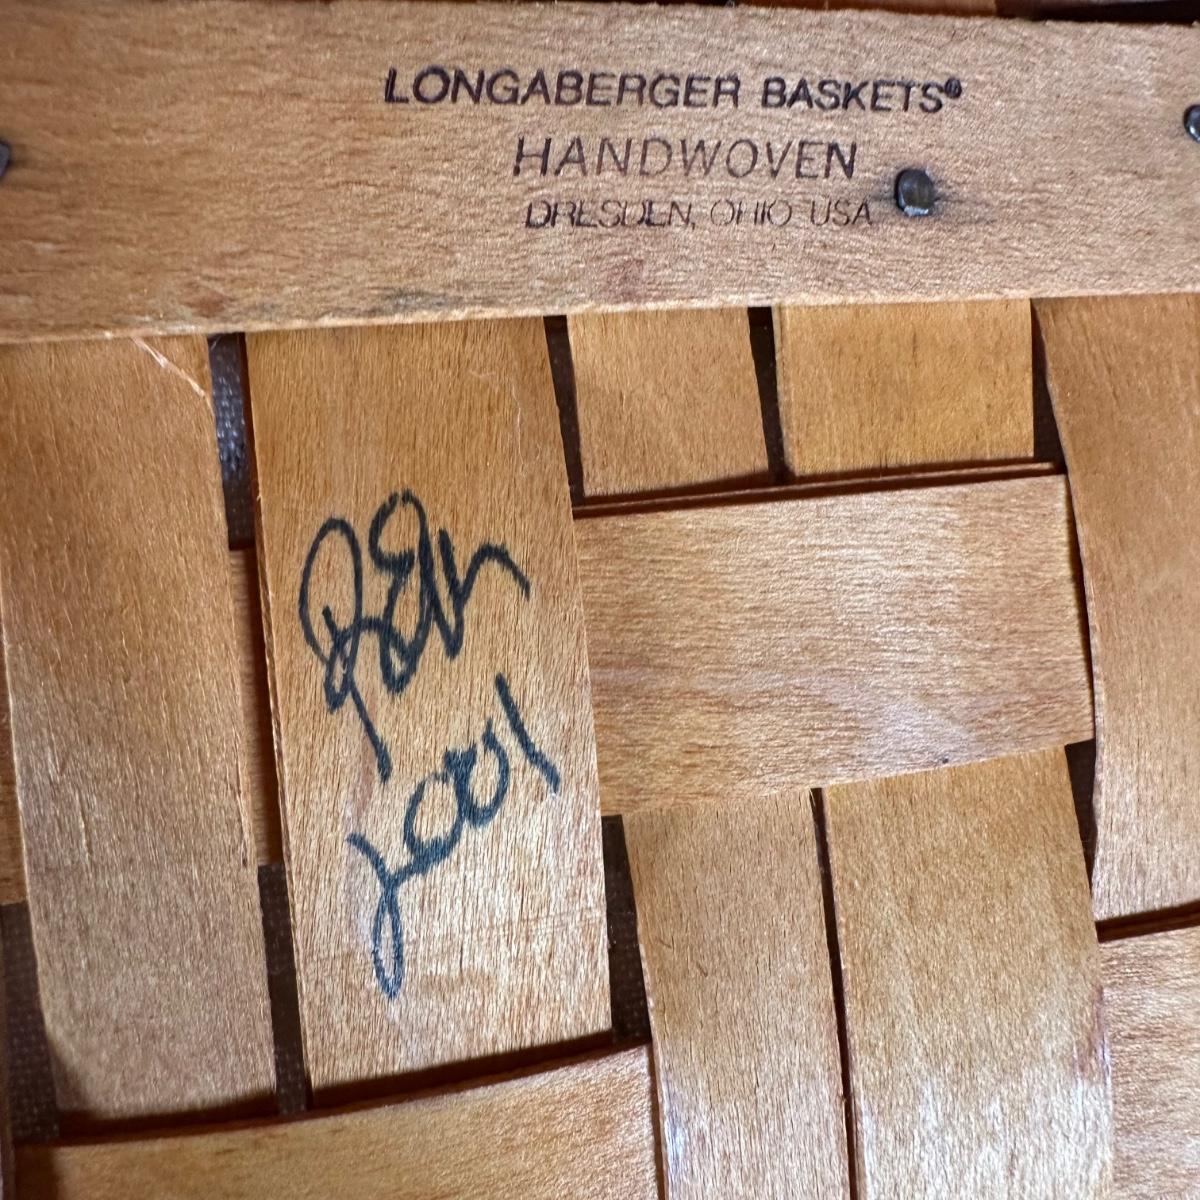 LONGABERGER BASKETS®
HANDWOVEN
DRESDEN, OHIO USA
2001